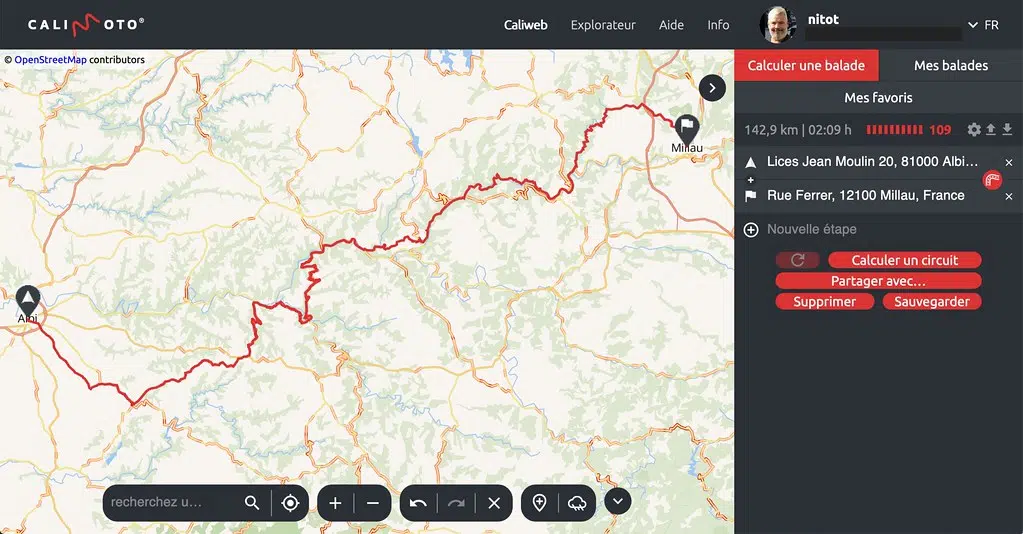 CALIMOTO®
Caliweb Explorateur Aide Info
nitot
FR
© OpenStreetMap contributors
Calculer une balade Mes balades
Mes favoris
142,9 km | 02:09 h 109
Lices Jean Moulin 20, 81000 Albi…
Rue Ferrer, 12100 Millau, France
Nouvelle étape
Calculer un circuit
Partager avec…
Supprimer Sauvegarder
Millau
Albi
recherchez u…